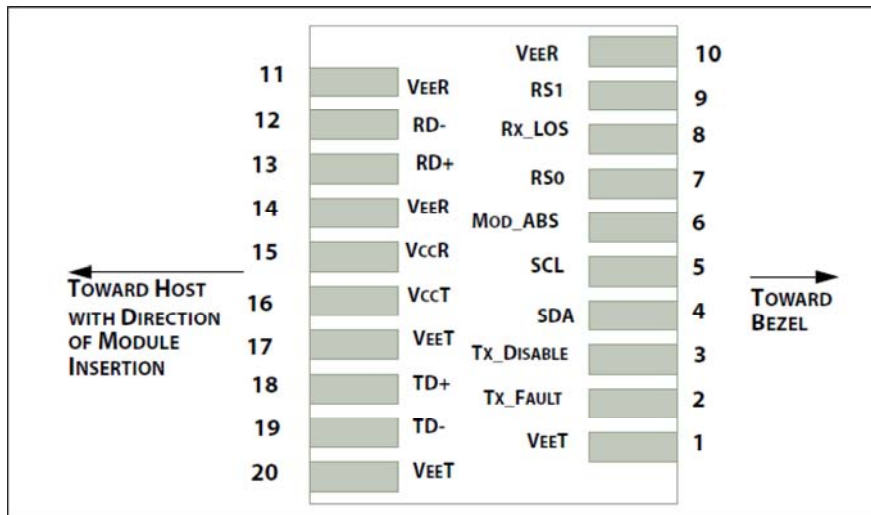 11 VEER
12 RD-
13 RD+
14 VEER
15 VCCR
16 VCCT
17 VEET
18 TD+
19 TD-
20 VEET
VEER 10
RS1 9
RX_LOS 8
RS0 7
MOD_ABS 6
SCL 5
SDA 4
TX_DISABLE 3
TX_FAULT 2
VEET 1
TOWARD HOST
WITH DIRECTION
OF MODULE
INSERTION
TOWARD
BEZEL